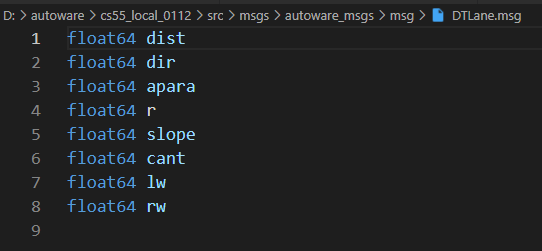 D: > autoware > cs55_local_0112 > src > msgs > autoware_msgs > msg > DTLane.msg
1 float64 dist
2 float64 dir
3 float64 apara
4 float64 r
5 float64 slope
6 float64 cant
7 float64 lw
8 float64 rw
9